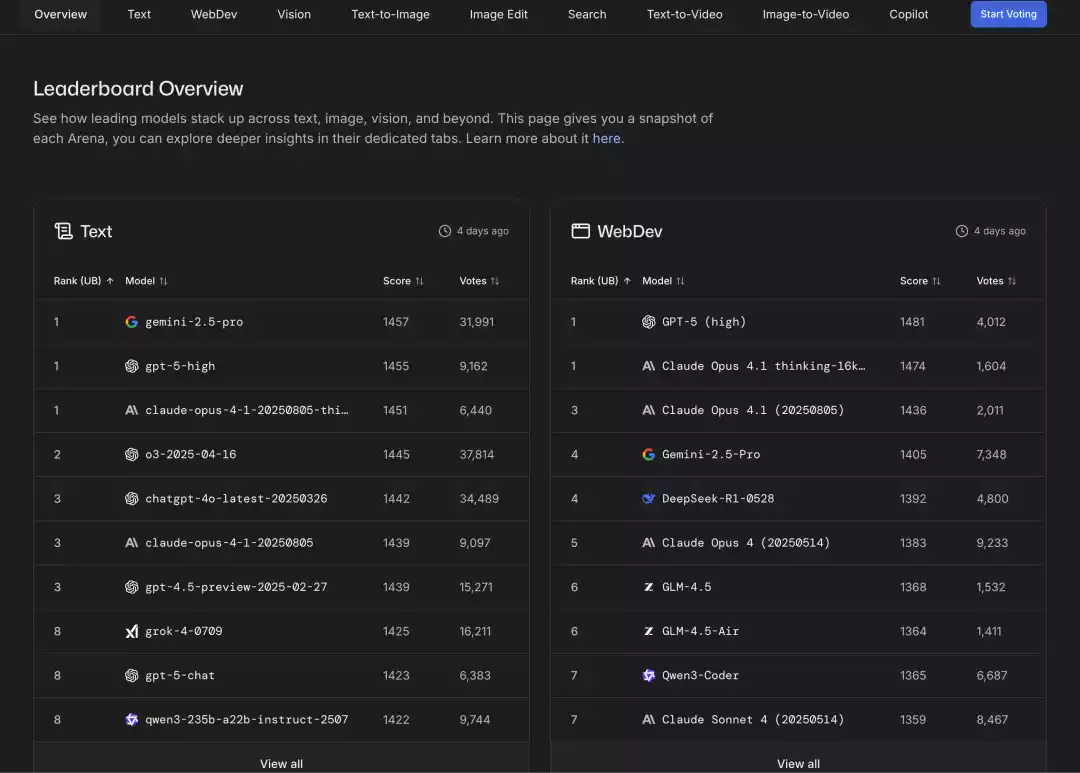 Overview Text WebDev Vision Text-to-Image Image Edit Search Text-to-Video Image-to-Video Copilot Start Voting
Leaderboard Overview
See how leading models stack up across text, image, vision, and beyond. This page gives you a snapshot of
each Arena, you can explore deeper insights in their dedicated tabs. Learn more about it here.
Text 4 days ago
Rank (UB) ↑ Model ↑↓ Score ↑↓ Votes ↑↓
1 gemini-2.5-pro 1457 31,991
1 gpt-5-high 1455 9,162
1 claude-opus-4-1-20250805-thi… 1451 6,440
2 o3-2025-04-16 1445 37,814
3 chatgpt-4o-latest-20250326 1442 34,489
3 claude-opus-4-1-20250805 1439 9,097
3 gpt-4.5-preview-2025-02-27 1439 15,271
8 grok-4-0709 1425 16,211
8 gpt-5-chat 1423 6,383
8 qwen3-235b-a22b-instruct-2507 1422 9,744
View all
WebDev 4 days ago
Rank (UB) ↑ Model ↑↓ Score ↑↓ Votes ↑↓
1 GPT-5 (high) 1481 4,012
1 Claude Opus 4.1 thinking-16k… 1474 1,604
3 Claude Opus 4.1 (20250805) 1436 2,011
4 Gemini-2.5-Pro 1405 7,348
4 DeepSeek-R1-0528 1392 4,800
5 Claude Opus 4 (20250514) 1383 9,233
6 GLM-4.5 1368 1,532
6 GLM-4.5-Air 1364 1,411
7 Qwen3-Coder 1365 6,687
7 Claude Sonnet 4 (20250514) 1359 8,467
View all